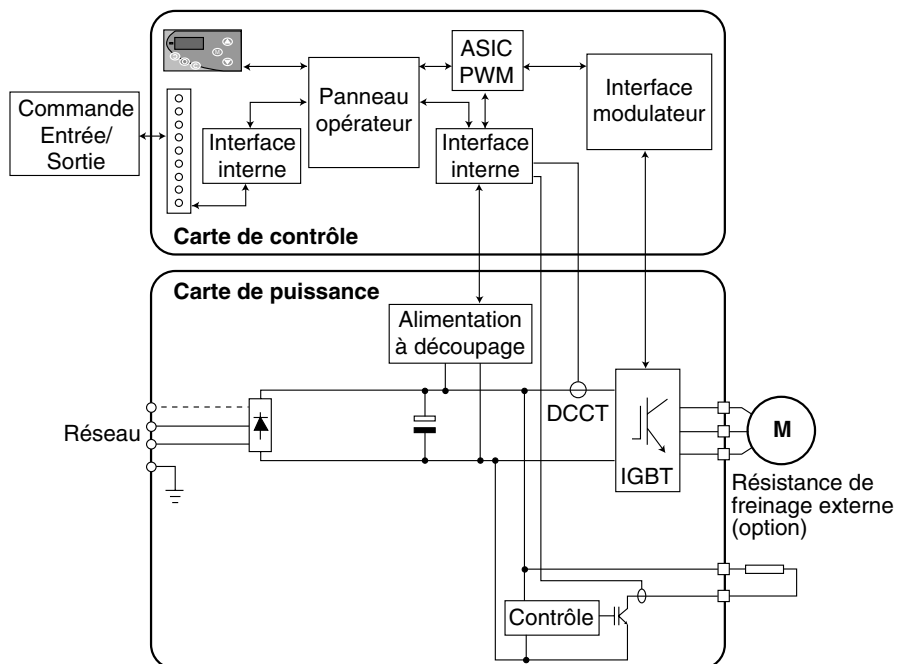 ASIC
PWM
Interface
modulateur
Panneau
opérateur
Commande
Entrée/
Sortie
Interface
interne
Interface
interne
Carte de contrôle
Carte de puissance
Alimentation
à découpage
DCCT
Réseau
IGBT
M
Résistance de
freinage externe
(option)
Contrôle